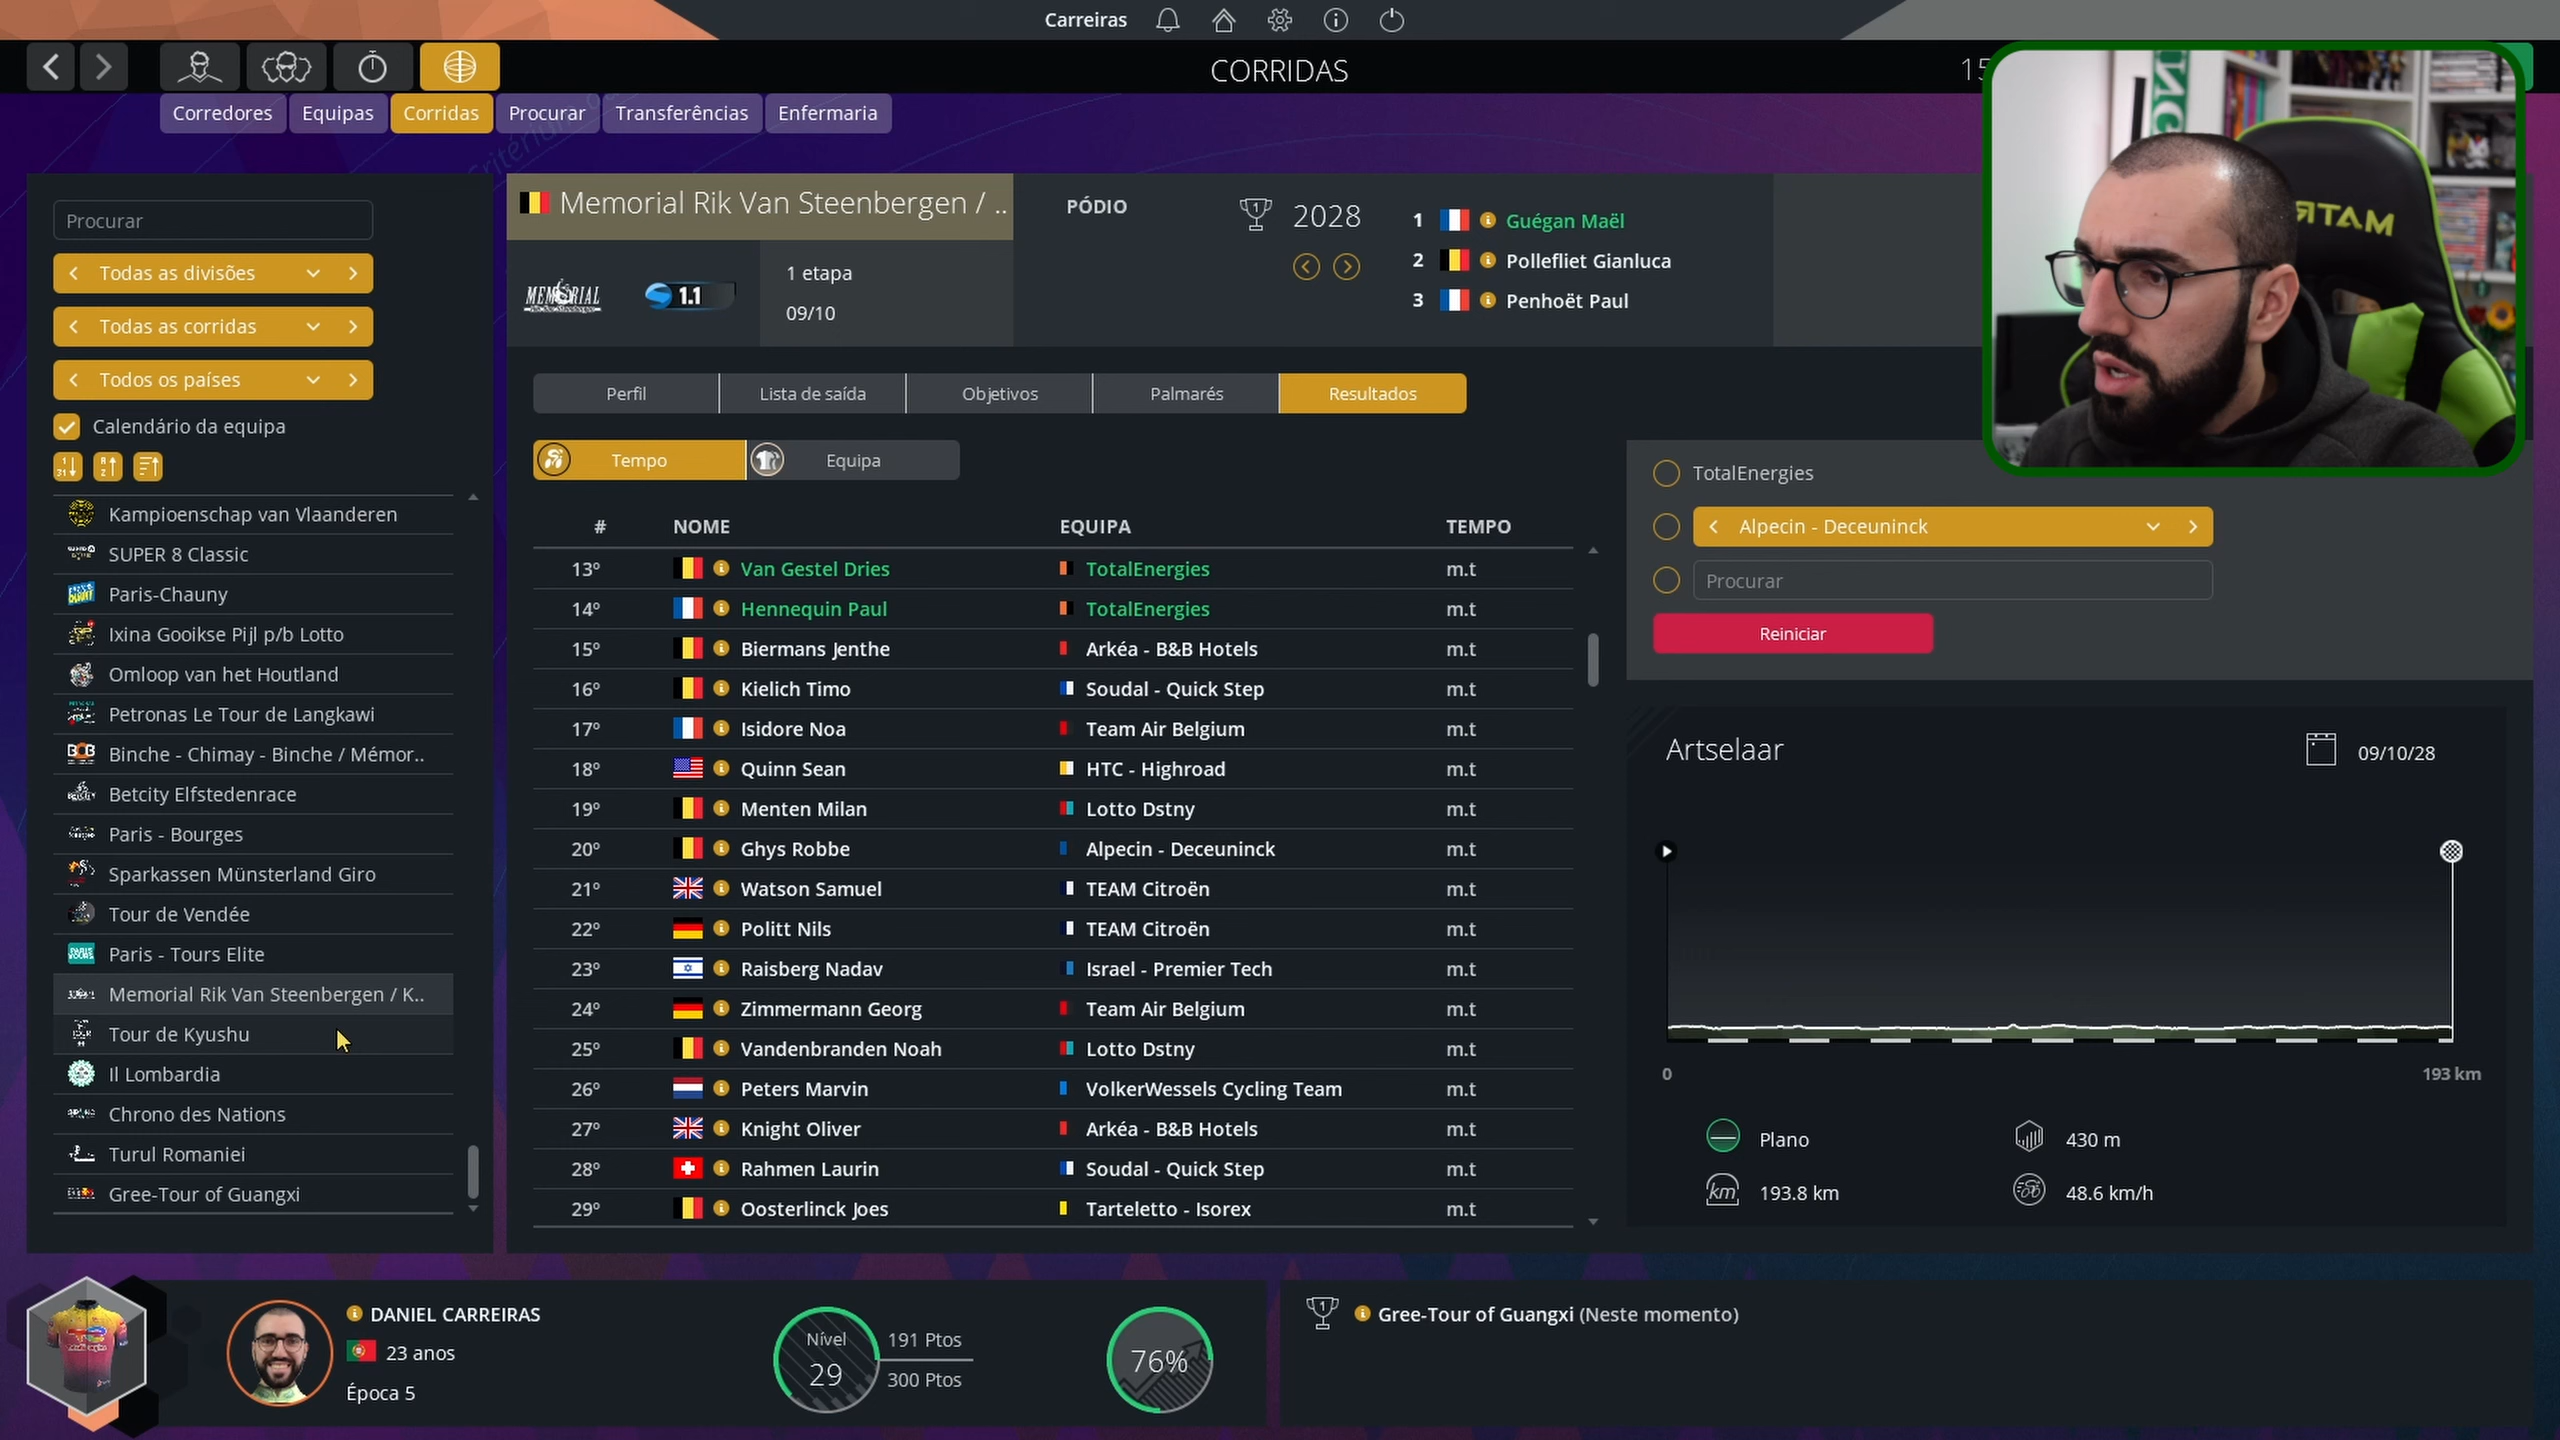 Carreiras
CORRIDAS
15
Corredores
Equipas
Corridas
Procurar
Transferências
Enfermaria
Procurar
Todas as divisões
Todas as corridas
Todos os países
Calendário da equipa
Kampioenschap van Vlaanderen
SUPER 8 Classic
Paris-Chauny
Ixina Gooikse Pijl p/b Lotto
Omloop van het Houtland
Petronas Le Tour de Langkawi
Binche - Chimay - Binche / Mémor..
Betcity Elfstedenrace
Paris - Bourges
Sparkassen Münsterland Giro
Tour de Vendée
Paris - Tours Elite
Memorial Rik Van Steenbergen / K..
Tour de Kyushu
Il Lombardia
Chrono des Nations
Turul Romaniei
Gree-Tour of Guangxi
Memorial Rik Van Steenbergen / ..
MEMORIAL
1.1
1 etapa
09/10
PÓDIO
2028
1 Guégan Maël
2 Pollefliet Gianluca
3 Penhoët Paul
Perfil
Lista de saída
Objetivos
Palmarés
Resultados
Tempo
Equipa
# NOME EQUIPA TEMPO
13º Van Gestel Dries TotalEnergies m.t
14º Hennequin Paul TotalEnergies m.t
15º Biermans Jenthe Arkéa - B&B Hotels m.t
16º Kielich Timo Soudal - Quick Step m.t
17º Isidore Noa Team Air Belgium m.t
18º Quinn Sean HTC - Highroad m.t
19º Menten Milan Lotto Dstny m.t
20º Ghys Robbe Alpecin - Deceuninck m.t
21º Watson Samuel TEAM Citroën m.t
22º Politt Nils TEAM Citroën m.t
23º Raisberg Nadav Israel - Premier Tech m.t
24º Zimmermann Georg Team Air Belgium m.t
25º Vandenbranden Noah Lotto Dstny m.t
26º Peters Marvin VolkerWessels Cycling Team m.t
27º Knight Oliver Arkéa - B&B Hotels m.t
28º Rahmen Laurin Soudal - Quick Step m.t
29º Oosterlinck Joes Tarteletto - Isorex m.t
TotalEnergies
Alpecin - Deceuninck
Procurar
Reiniciar
Artselaar
09/10/28
0
193 km
Plano
430 m
km
193.8 km
48.6 km/h
DANIEL CARREIRAS
23 anos
Época 5
Nível
29
191 Ptos
300 Ptos
76%
Gree-Tour of Guangxi (Neste momento)